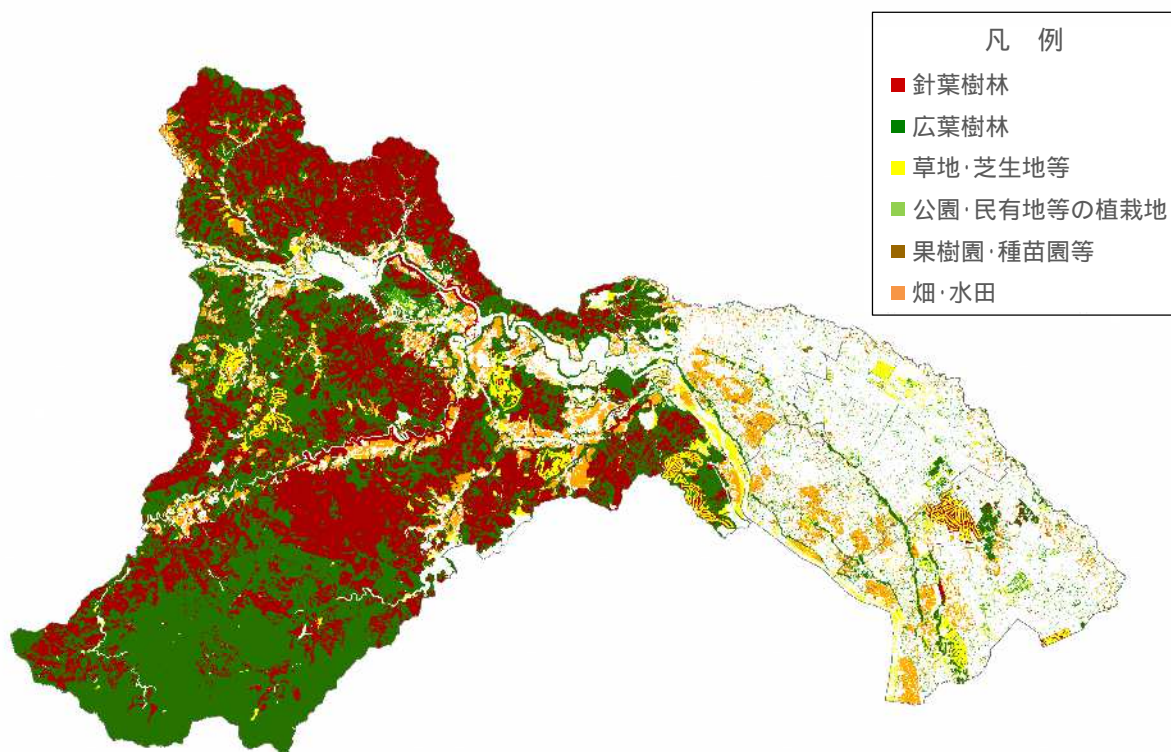 凡 例
針葉樹林
広葉樹林
草地・芝生地等
公園・民有地等の植栽地
果樹園・種苗園等
畑・水田